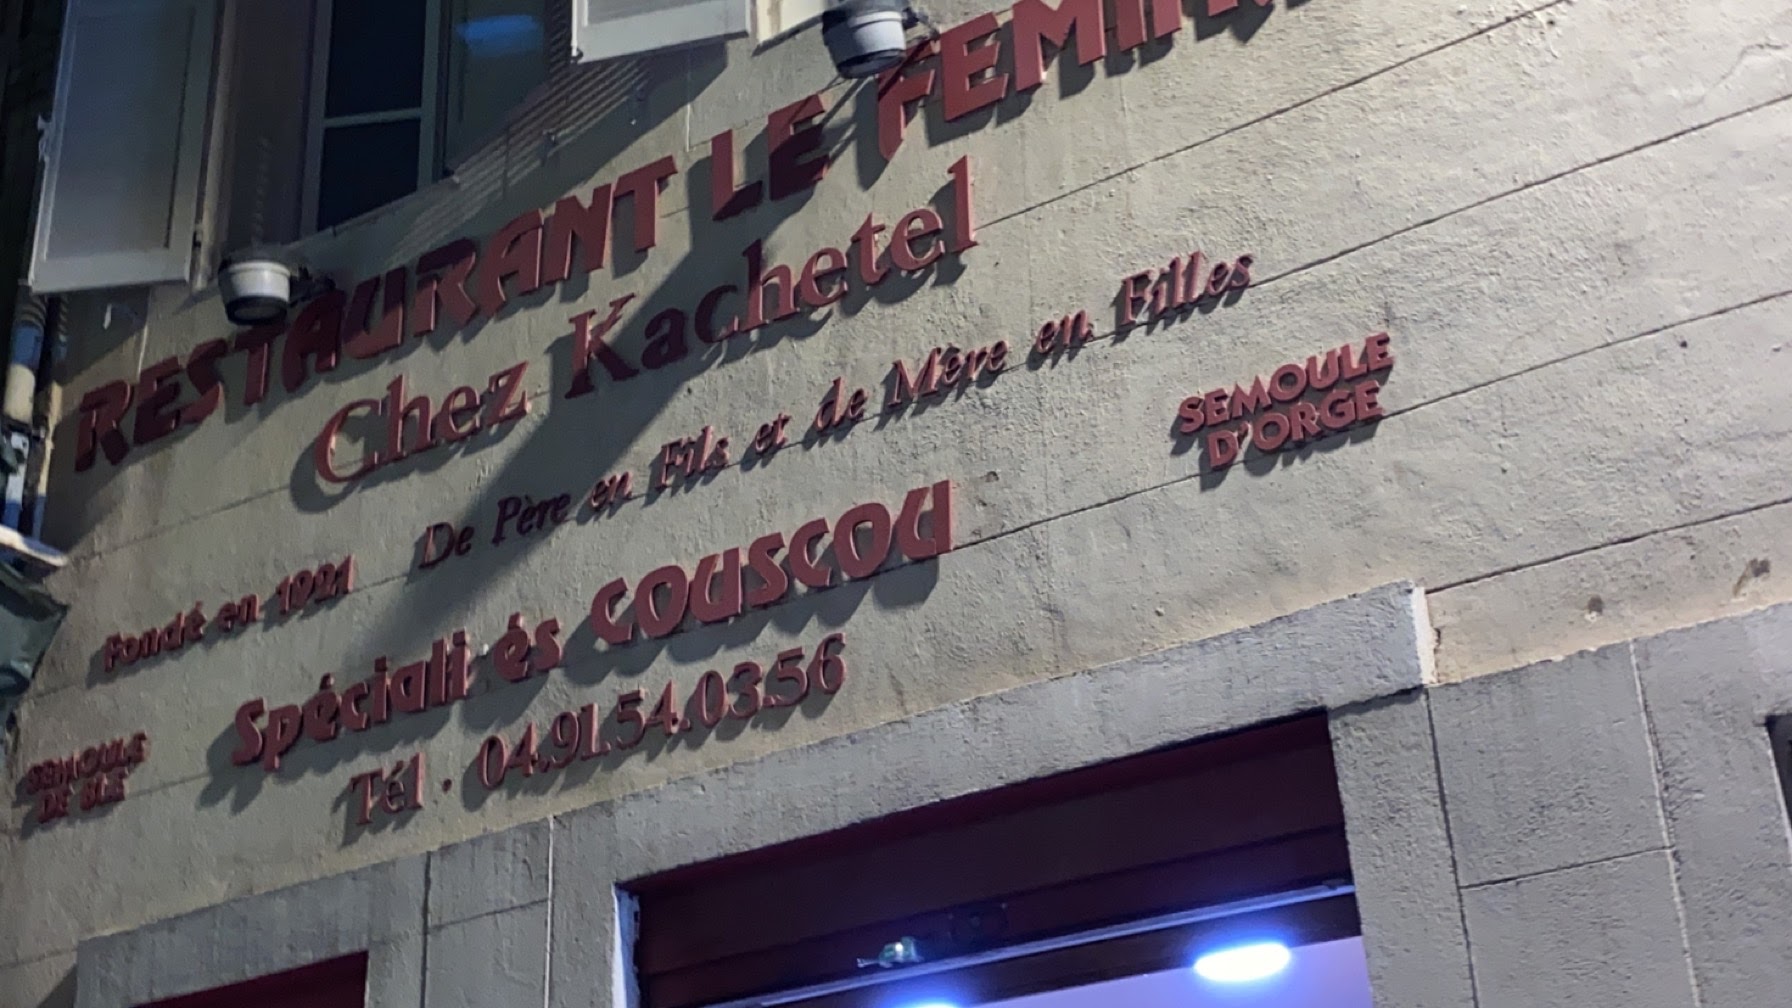 RESTAURANT LE
Chez Kachetel
De Père en Fils et de Mère en Filles
Fondé en 1921
SEMOULE
D'ORGE
Spéciali és COUSCOU
SEMOULE
DE BLE
Tél . 04.91.54.03.56